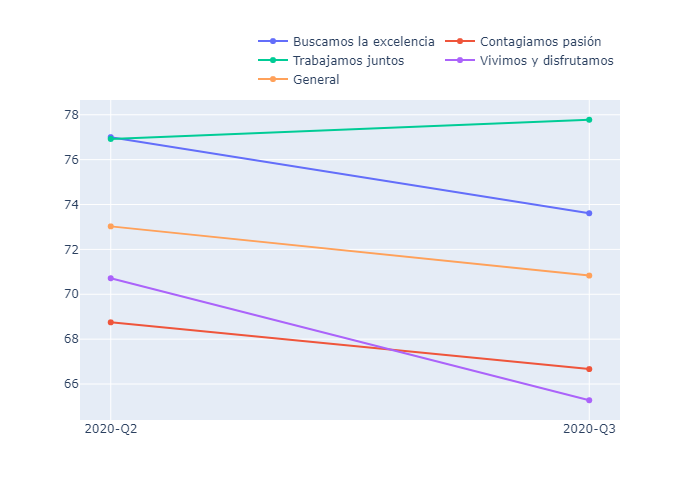 Buscamos la excelencia Contagiamos pasión
Trabajamos juntos Vivimos y disfrutamos
General
78
76
74
72
70
68
66
2020-Q2 2020-Q3